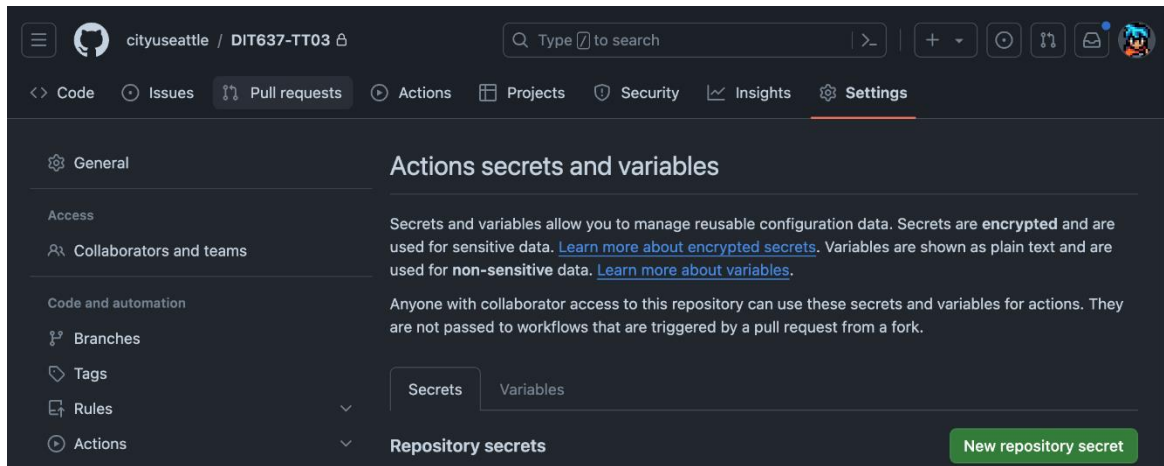 cityuseattle / DIT637-TT03
Type / to search
Code
Issues
Pull requests
Actions
Projects
Security
Insights
Settings
General
Access
Collaborators and teams
Code and automation
Branches
Tags
Rules
Actions
Actions secrets and variables
Secrets and variables allow you to manage reusable configuration data. Secrets are encrypted and are
used for sensitive data. Learn more about encrypted secrets. Variables are shown as plain text and are
used for non-sensitive data. Learn more about variables.
Anyone with collaborator access to this repository can use these secrets and variables for actions. They
are not passed to workflows that are triggered by a pull request from a fork.
Secrets
Variables
Repository secrets
New repository secret